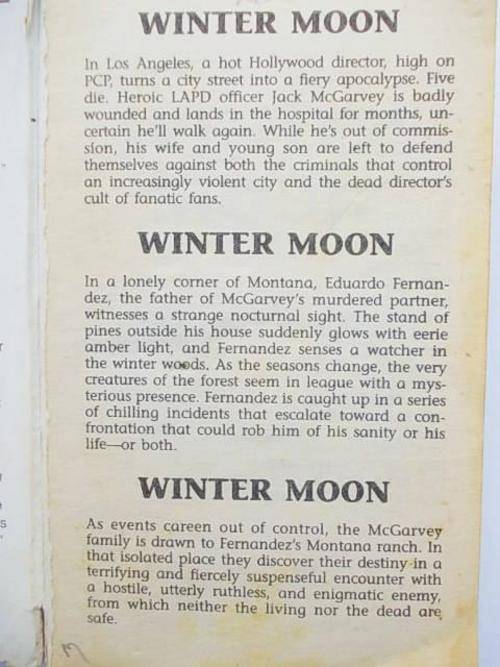 WINTER MOON
In Los Angeles, a hot Hollywood director, high on
PCP, turns a city street into a fiery apocalypse. Five
die. Heroic LAPD officer Jack McGarvey is badly
wounded and lands in the hospital for months, un-
certain he'll walk again. While he's out of commis-
sion, his wife and young son are left to defend
themselves against both the criminals that control
an increasingly violent city and the dead director's
cult of fanatic fans.
WINTER MOON
In a lonely corner of Montana, Eduardo Fernan-
dez, the father of McGarvey's murdered partner,
witnesses a strange nocturnal sight. The stand of
pines outside his house suddenly glows with eerie
amber light, and Fernandez senses a watcher in
the winter woods. As the seasons change, the very
creatures of the forest seem in league with a mys-
terious presence. Fernandez is caught up in a series
of chilling incidents that escalate toward a con-
frontation that could rob him of his sanity or his
life—or both.
WINTER MOON
As events careen out of control, the McGarvey
family is drawn to Fernandez's Montana ranch. In
that isolated place they discover their destiny in a
terrifying and fiercely suspenseful encounter with
a hostile, utterly ruthless, and enigmatic enemy,
from which neither the living nor the dead are
safe.